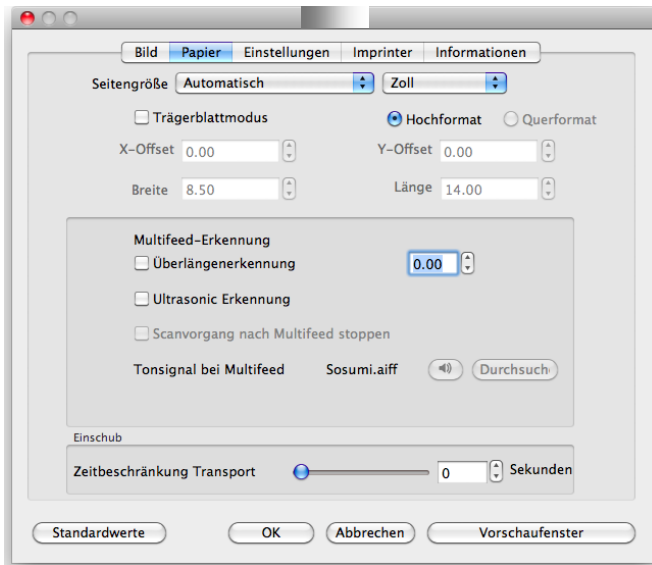 Bild Papier Einstellungen Imprinter Informationen
Seitengröße Automatisch Zoll
Trägerblattmodus Hochformat Querformat
X-Offset 0.00 Y-Offset 0.00
Breite 8.50 Länge 14.00
Multifeed-Erkennung
Überlängenerkennung 0.00
Ultrasonic Erkennung
Scanvorgang nach Multifeed stoppen
Tonsignal bei Multifeed Sosumi.aiff Durchsuch
Einschub
Zeitbeschränkung Transport 0 Sekunden
Standardwerte OK Abbrechen Vorschaufenster